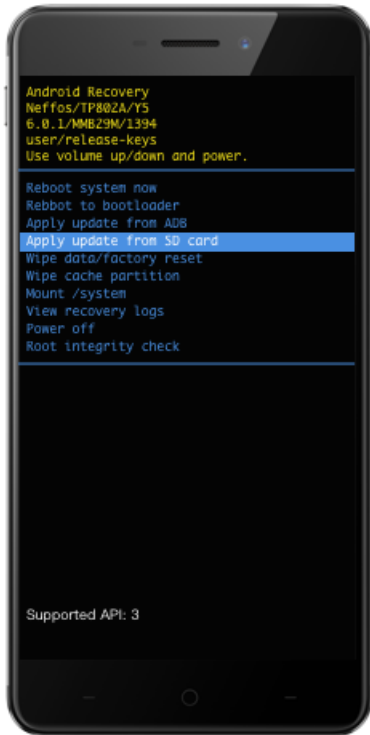 Android Recovery
Neffos/TP802A/Y5
6.0.1/MMB29M/1394
user/release-keys
Use volume up/down and power.
Reboot system now
Rebbot to bootloader
Apply update from ADB
Apply update from SD card
Wipe data/factory reset
Wipe cache partition
Mount /system
View recovery logs
Power off
Root integrity check
Supported API: 3